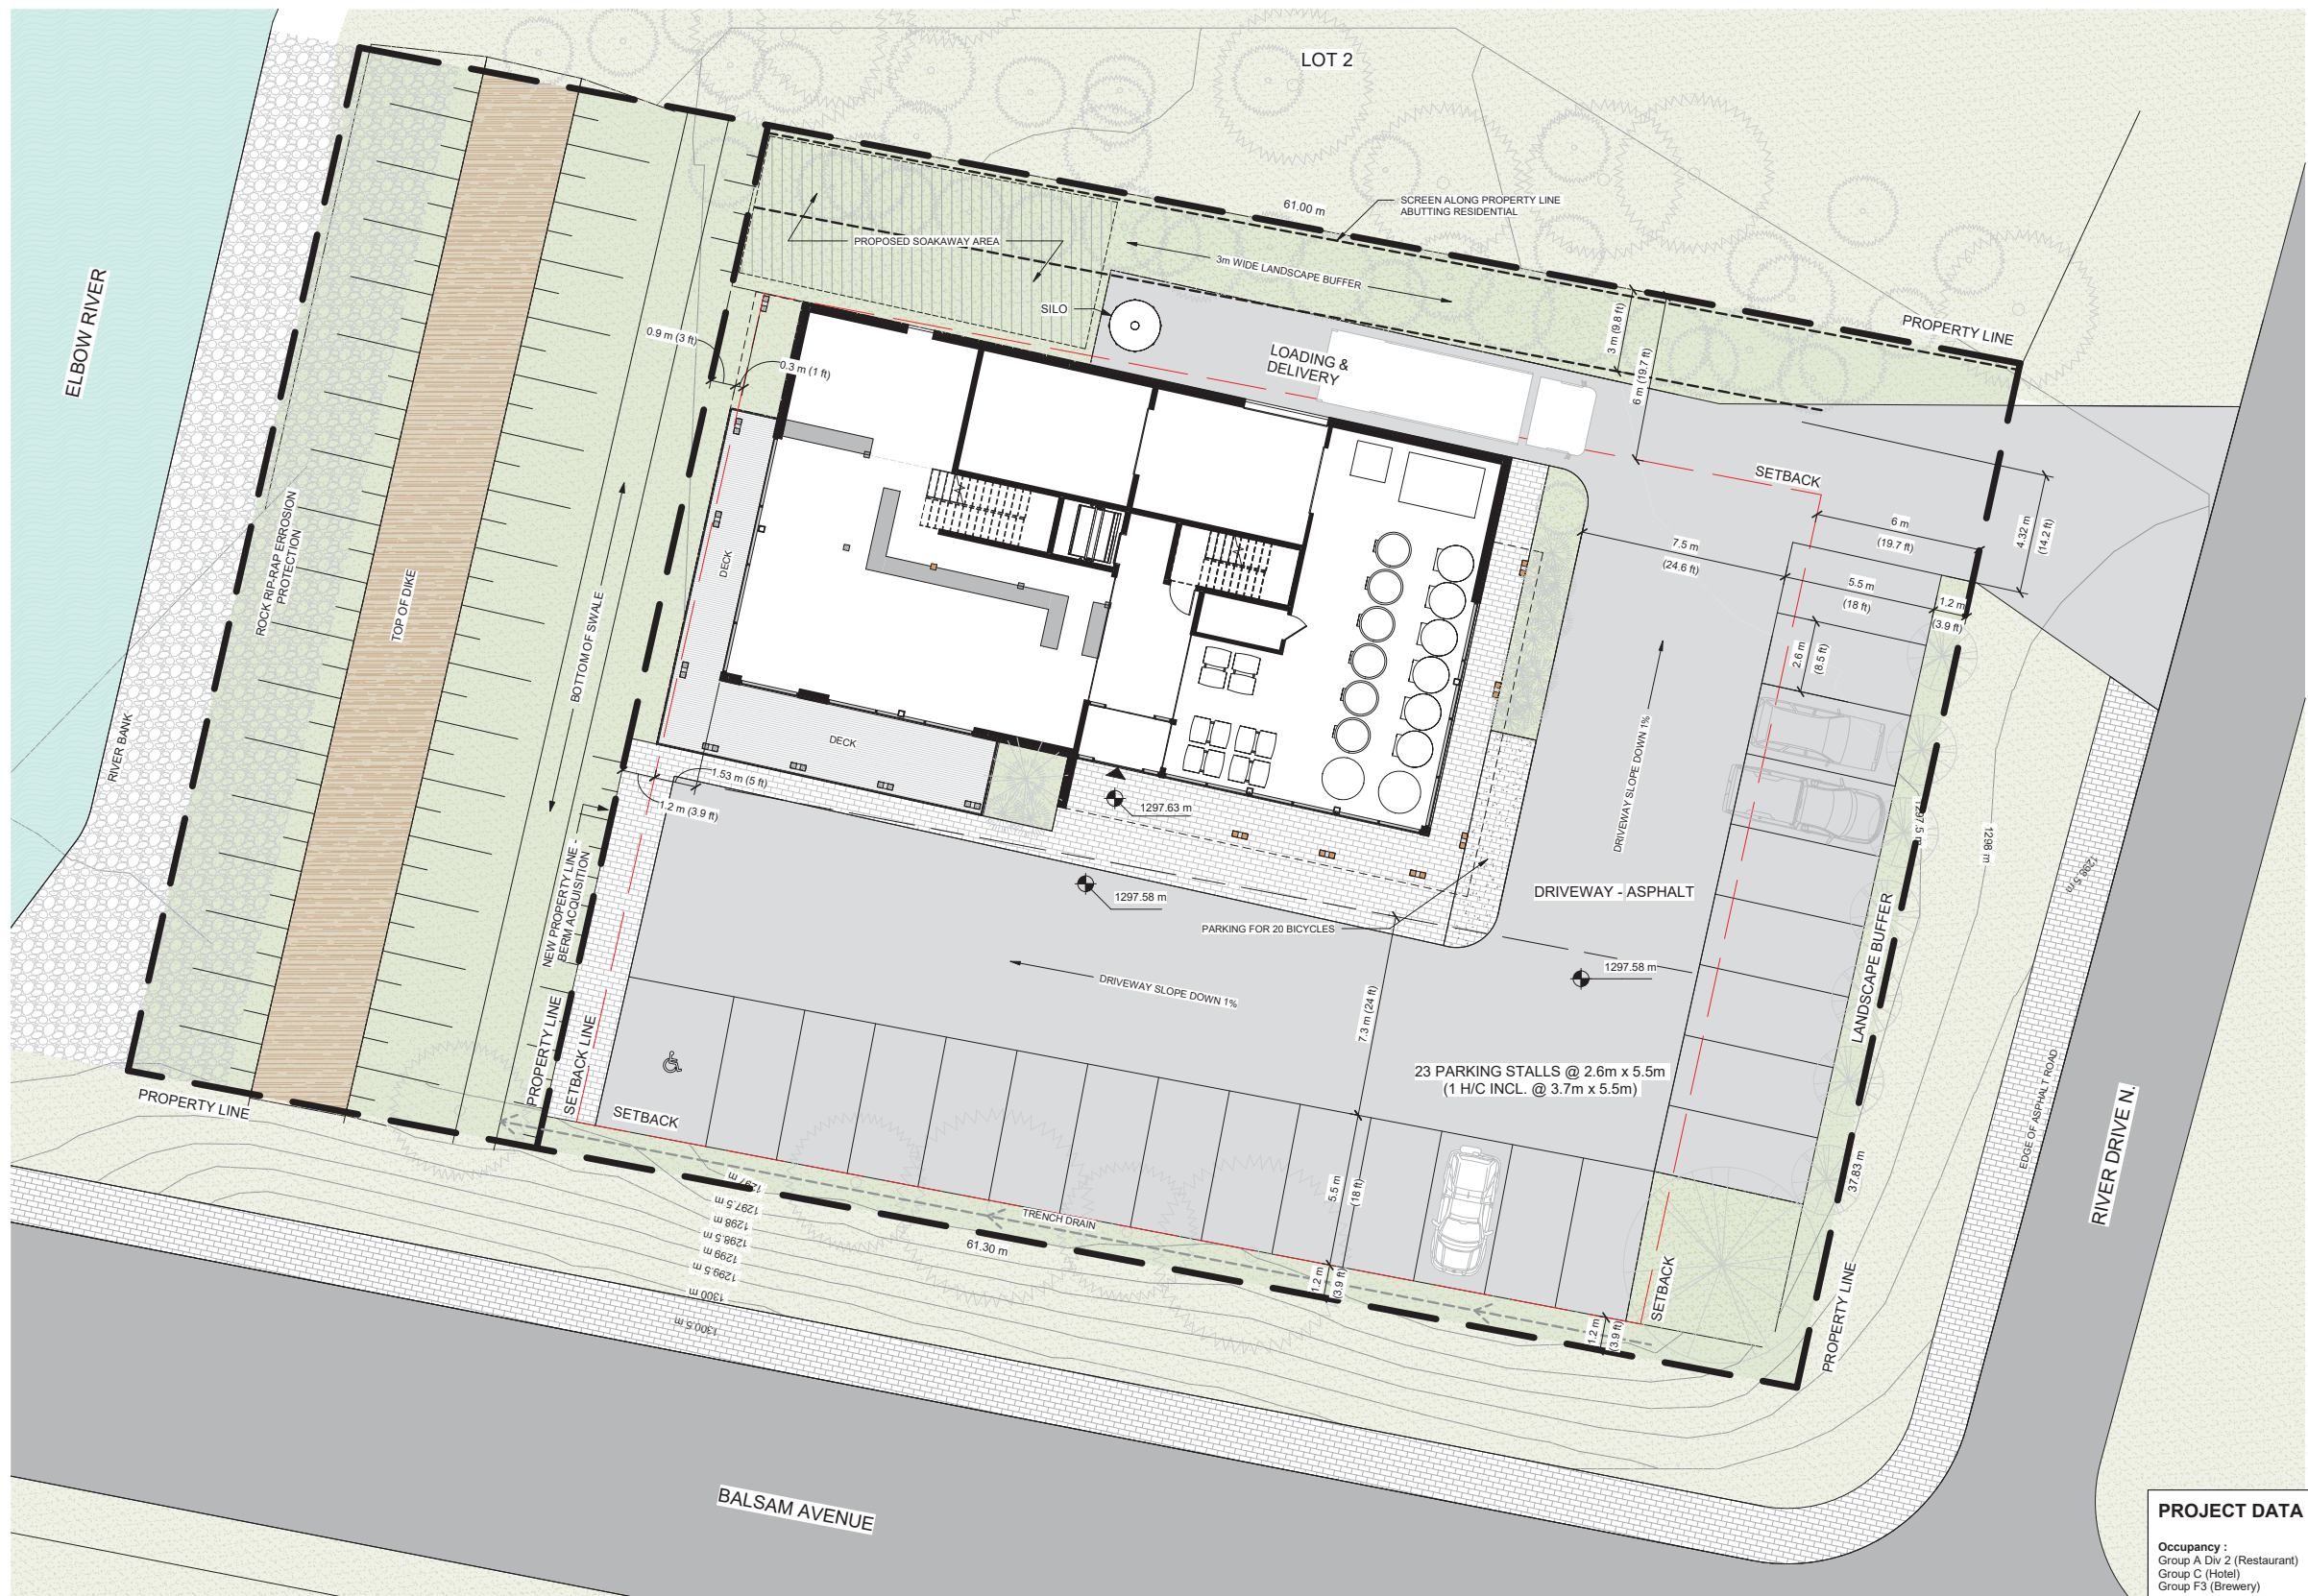 LOT 2
61.00 m
SCREEN ALONG PROPERTY LINE
ABUTTING RESIDENTIAL
PROPOSED SOAKAWAY AREA
3m WIDE LANDSCAPE BUFFER
SILO
3 m (9.8 ft)
6 m (19.7 ft)
PROPERTY LINE
ELBOW RIVER
0.9 m (3 ft)
0.3 m (1 ft)
LOADING &
DELIVERY
SETBACK
6 m
(19.7 ft)
4.32 m
(14.2 ft)
7.5 m
(24.6 ft)
5.5 m
(18 ft)
1.2 m
(3.9 ft)
2.6 m
(8.5 ft)
ROCK RIP-RAP ERROSION
PROTECTION
TOP OF DIKE
BOTTOM OF SWALE
DECK
DECK
RIVER BANK
1.53 m (5 ft)
1.2 m (3.9 ft)
1297.63 m
DRIVEWAY SLOPE DOWN 1%
1297.5 m
1298 m
1298.5 m
NEW PROPERTY LINE -
BERM ACQUISITION
1297.58 m
PARKING FOR 20 BICYCLES
DRIVEWAY - ASPHALT
LANDSCAPE BUFFER
1297.58 m
DRIVEWAY SLOPE DOWN 1%
7.3 m (24 ft)
PROPERTY LINE
SETBACK LINE
PROPERTY LINE
SETBACK
23 PARKING STALLS @ 2.6m x 5.5m
(1 H/C INCL. @ 3.7m x 5.5m)
EDGE OF ASPHALT ROAD
RIVER DRIVE N.
37.83 m
5.5 m
(18 ft)
1297 m
1297.5 m
1298 m
1298.5 m
1299 m
1299.5 m
1300 m
1300.5 m
TRENCH DRAIN
61.30 m
1.2 m
(3.9 ft)
1.2 m
(3.9 ft)
SETBACK
PROPERTY LINE
BALSAM AVENUE
PROJECT DATA
Occupancy :
Group A Div 2 (Restaurant)
Group C (Hotel)
Group F3 (Brewery)